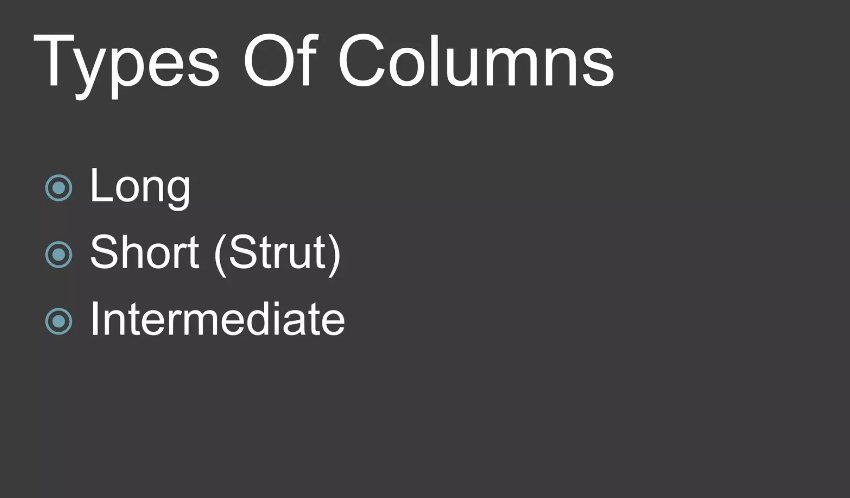 Types Of Columns
Long
Short (Strut)
Intermediate